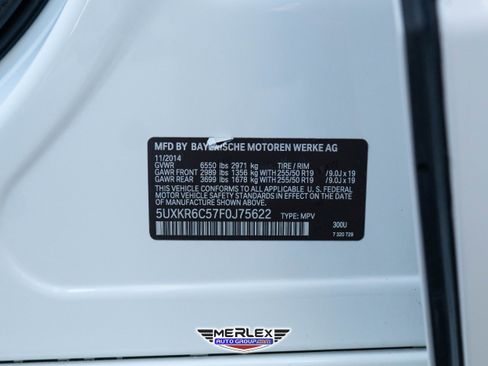 MFD BY BAYERISCHE MOTOREN WERKE AG
11/2014
GVWR 6550 lbs 2971 kg TIRE / RIM
GAWR FRONT 2989 lbs 1356 kg WITH 255/50 R19 /9.0J x 19
GAWR REAR 3699 lbs 1678 kg WITH 255/50 R19 /9.0J x 19
THIS VEHICLE CONFORMS TO ALL APPLICABLE U.S. FEDERAL
MOTOR VEHICLE SAFETY STANDARDS IN EFFECT ON THE DATE
OF MANUFACTURE SHOWN ABOVE.
5UXKR6C57F0J75622 TYPE: MPV
300U
7 320 729
MERLEX
AUTO GROUP.com